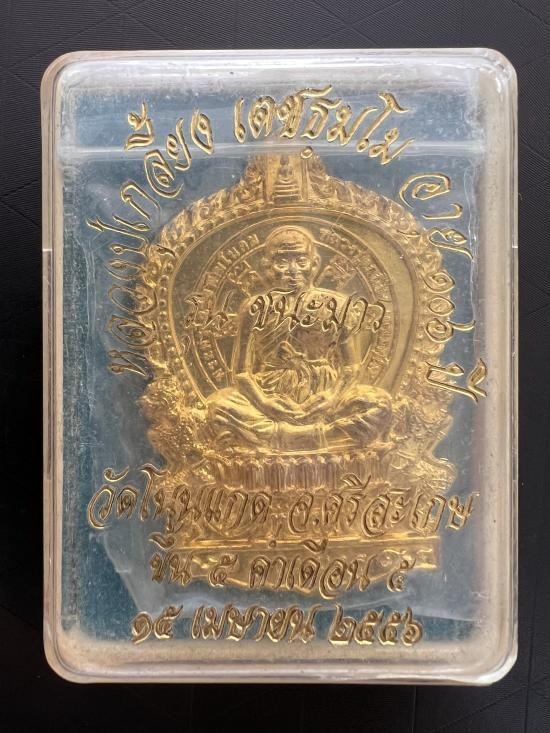 หลวงปู่เกลี้ยง เตชธมฺโม อายุ ๑๐๖ ปี
รุ่น ชนะมาร
วัดโนนแกด จ.ศรีสะเกษ
ขึ้น ๕ ค่ำเดือน ๕
๑๕ เมษายน ๒๕๕๖